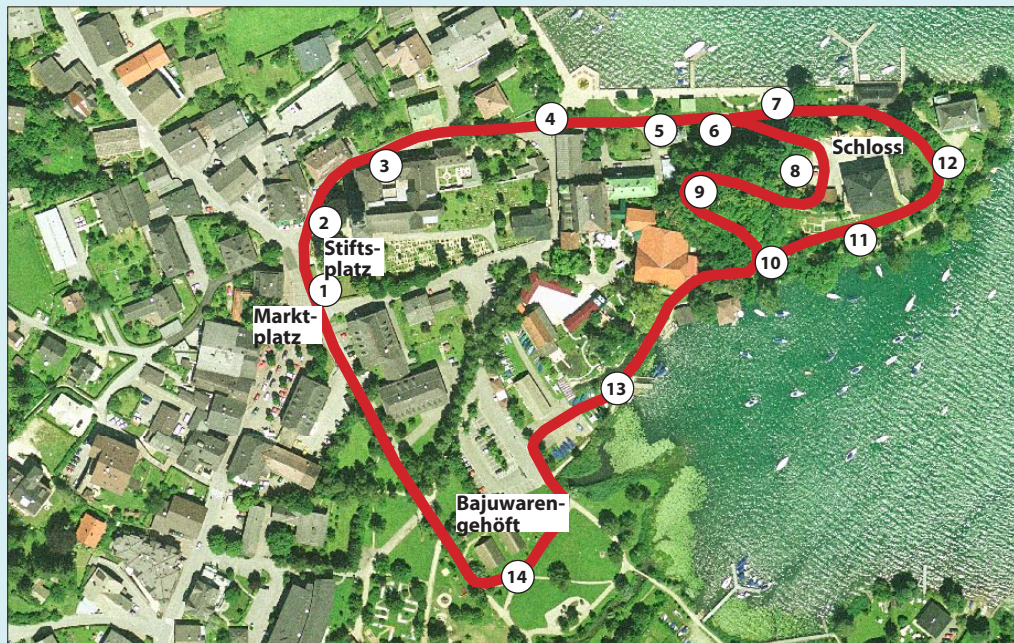 4
7
5
6
Schloss
3
8
12
9
2
Stifts-
platz
11
10
1
Markt-
platz
13
Bajuwaren-
gehöft
14